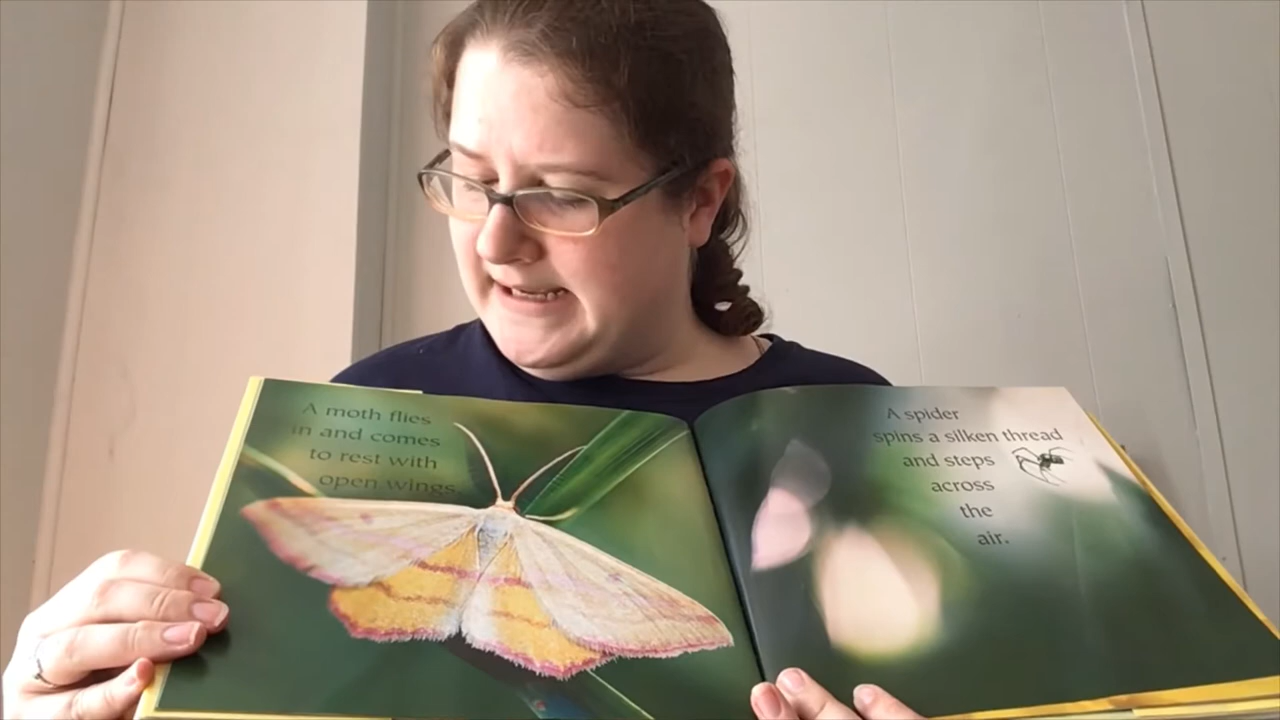 A moth flies
in and comes
to rest with
open wings.
A spider
spins a silken thread
and steps
across
the
air.